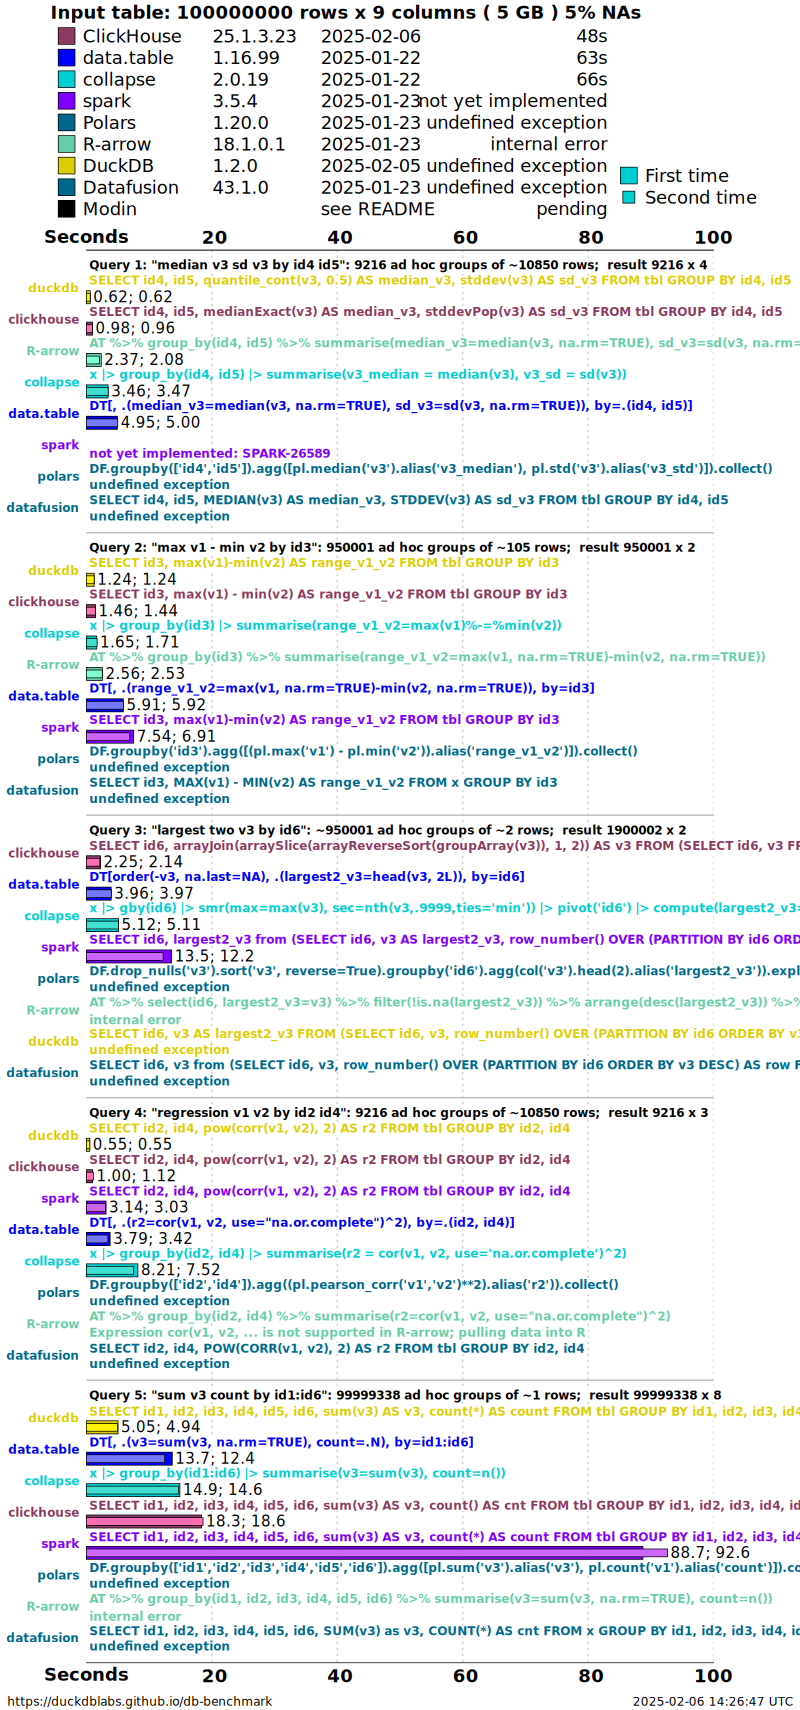 Input table: 100000000 rows x 9 columns ( 5 GB ) 5% NAs
ClickHouse 25.1.3.23 2025-02-06 48s
data.table 1.16.99 2025-01-22 63s
collapse 2.0.19 2025-01-22 66s
spark 3.5.4 2025-01-23 not yet implemented
Polars 1.20.0 2025-01-23 undefined exception
R-arrow 18.1.0.1 2025-01-23 internal error
DuckDB 1.2.0 2025-02-05 undefined exception
First time
Datafusion 43.1.0 2025-01-23 undefined exception
Second time
Modin see README pending
Seconds 20 40 60 80 100
Query 1: "median v3 sd v3 by id4 id5": 9216 ad hoc groups of ~10850 rows; result 9216 x 4
duckdb SELECT id4, id5, quantile_cont(v3, 0.5) AS median_v3, stddev(v3) AS sd_v3 FROM tbl GROUP BY id4, id5
0.62; 0.62
clickhouse SELECT id4, id5, medianExact(v3) AS median_v3, stddevPop(v3) AS sd_v3 FROM tbl GROUP BY id4, id5
0.98; 0.96
R-arrow AT %>% group_by(id4, id5) %>% summarise(median_v3=median(v3, na.rm=TRUE), sd_v3=sd(v3, na.rm=
2.37; 2.08
collapse x |> group_by(id4, id5) |> summarise(v3_median = median(v3), v3_sd = sd(v3))
3.46; 3.47
data.table DT[, .(median_v3=median(v3, na.rm=TRUE), sd_v3=sd(v3, na.rm=TRUE)), by=.(id4, id5)]
4.95; 5.00
spark
not yet implemented: SPARK-26589
polars DF.groupby(['id4','id5']).agg([pl.median('v3').alias('v3_median'), pl.std('v3').alias('v3_std')]).collect()
undefined exception
datafusion SELECT id4, id5, MEDIAN(v3) AS median_v3, STDDEV(v3) AS sd_v3 FROM tbl GROUP BY id4, id5
undefined exception
Query 2: "max v1 - min v2 by id3": 950001 ad hoc groups of ~105 rows; result 950001 x 2
duckdb SELECT id3, max(v1)-min(v2) AS range_v1_v2 FROM tbl GROUP BY id3
1.24; 1.24
clickhouse SELECT id3, max(v1) - min(v2) AS range_v1_v2 FROM tbl GROUP BY id3
1.46; 1.44
collapse x |> group_by(id3) |> summarise(range_v1_v2=max(v1)%-=%min(v2))
1.65; 1.71
R-arrow AT %>% group_by(id3) %>% summarise(range_v1_v2=max(v1, na.rm=TRUE)-min(v2, na.rm=TRUE))
2.56; 2.53
data.table DT[, .(range_v1_v2=max(v1, na.rm=TRUE)-min(v2, na.rm=TRUE)), by=id3]
5.91; 5.92
spark SELECT id3, max(v1)-min(v2) AS range_v1_v2 FROM tbl GROUP BY id3
7.54; 6.91
polars DF.groupby('id3').agg([(pl.max('v1') - pl.min('v2')).alias('range_v1_v2')]).collect()
undefined exception
datafusion SELECT id3, MAX(v1) - MIN(v2) AS range_v1_v2 FROM x GROUP BY id3
undefined exception
Query 3: "largest two v3 by id6": ~950001 ad hoc groups of ~2 rows; result 1900002 x 2
clickhouse SELECT id6, arrayJoin(arraySlice(arrayReverseSort(groupArray(v3)), 1, 2)) AS v3 FROM (SELECT id6, v3 FR
2.25; 2.14
data.table DT[order(-v3, na.last=NA), .(largest2_v3=head(v3, 2L)), by=id6]
3.96; 3.97
collapse x |> gby(id6) |> smr(max=max(v3), sec=nth(v3,.9999,ties='min')) |> pivot('id6') |> compute(largest2_v3=
5.12; 5.11
spark SELECT id6, largest2_v3 from (SELECT id6, v3 AS largest2_v3, row_number() OVER (PARTITION BY id6 ORD
13.5; 12.2
polars DF.drop_nulls('v3').sort('v3', reverse=True).groupby('id6').agg(col('v3').head(2).alias('largest2_v3')).expl
undefined exception
R-arrow AT %>% select(id6, largest2_v3=v3) %>% filter(!is.na(largest2_v3)) %>% arrange(desc(largest2_v3)) %>%
internal error
duckdb SELECT id6, v3 AS largest2_v3 FROM (SELECT id6, v3, row_number() OVER (PARTITION BY id6 ORDER BY v3
undefined exception
datafusion SELECT id6, v3 from (SELECT id6, v3, row_number() OVER (PARTITION BY id6 ORDER BY v3 DESC) AS row F
undefined exception
Query 4: "regression v1 v2 by id2 id4": 9216 ad hoc groups of ~10850 rows; result 9216 x 3
duckdb SELECT id2, id4, pow(corr(v1, v2), 2) AS r2 FROM tbl GROUP BY id2, id4
0.55; 0.55
clickhouse SELECT id2, id4, pow(corr(v1, v2), 2) AS r2 FROM tbl GROUP BY id2, id4
1.00; 1.12
spark SELECT id2, id4, pow(corr(v1, v2), 2) AS r2 FROM tbl GROUP BY id2, id4
3.14; 3.03
data.table DT[, .(r2=cor(v1, v2, use="na.or.complete")^2), by=.(id2, id4)]
3.79; 3.42
collapse x |> group_by(id2, id4) |> summarise(r2 = cor(v1, v2, use='na.or.complete')^2)
8.21; 7.52
polars DF.groupby(['id2','id4']).agg((pl.pearson_corr('v1','v2')**2).alias('r2')).collect()
undefined exception
R-arrow AT %>% group_by(id2, id4) %>% summarise(r2=cor(v1, v2, use="na.or.complete")^2)
Expression cor(v1, v2, ... is not supported in R-arrow; pulling data into R
datafusion SELECT id2, id4, POW(CORR(v1, v2), 2) AS r2 FROM tbl GROUP BY id2, id4
undefined exception
Query 5: "sum v3 count by id1:id6": 99999338 ad hoc groups of ~1 rows; result 99999338 x 8
duckdb SELECT id1, id2, id3, id4, id5, id6, sum(v3) AS v3, count(*) AS count FROM tbl GROUP BY id1, id2, id3, id4
5.05; 4.94
data.table DT[, .(v3=sum(v3, na.rm=TRUE), count=.N), by=id1:id6]
13.7; 12.4
collapse x |> group_by(id1:id6) |> summarise(v3=sum(v3), count=n())
14.9; 14.6
clickhouse SELECT id1, id2, id3, id4, id5, id6, sum(v3) AS v3, count() AS cnt FROM tbl GROUP BY id1, id2, id3, id4, id
18.3; 18.6
spark SELECT id1, id2, id3, id4, id5, id6, sum(v3) AS v3, count(*) AS count FROM tbl GROUP BY id1, id2, id3, id4
88.7; 92.6
polars DF.groupby(['id1','id2','id3','id4','id5','id6']).agg([pl.sum('v3').alias('v3'), pl.count('v1').alias('count')]).co
undefined exception
R-arrow AT %>% group_by(id1, id2, id3, id4, id5, id6) %>% summarise(v3=sum(v3, na.rm=TRUE), count=n())
internal error
datafusion SELECT id1, id2, id3, id4, id5, id6, SUM(v3) as v3, COUNT(*) AS cnt FROM x GROUP BY id1, id2, id3, id4, id
undefined exception
Seconds 20 40 60 80 100
https://duckdblabs.github.io/db-benchmark 2025-02-06 14:26:47 UTC